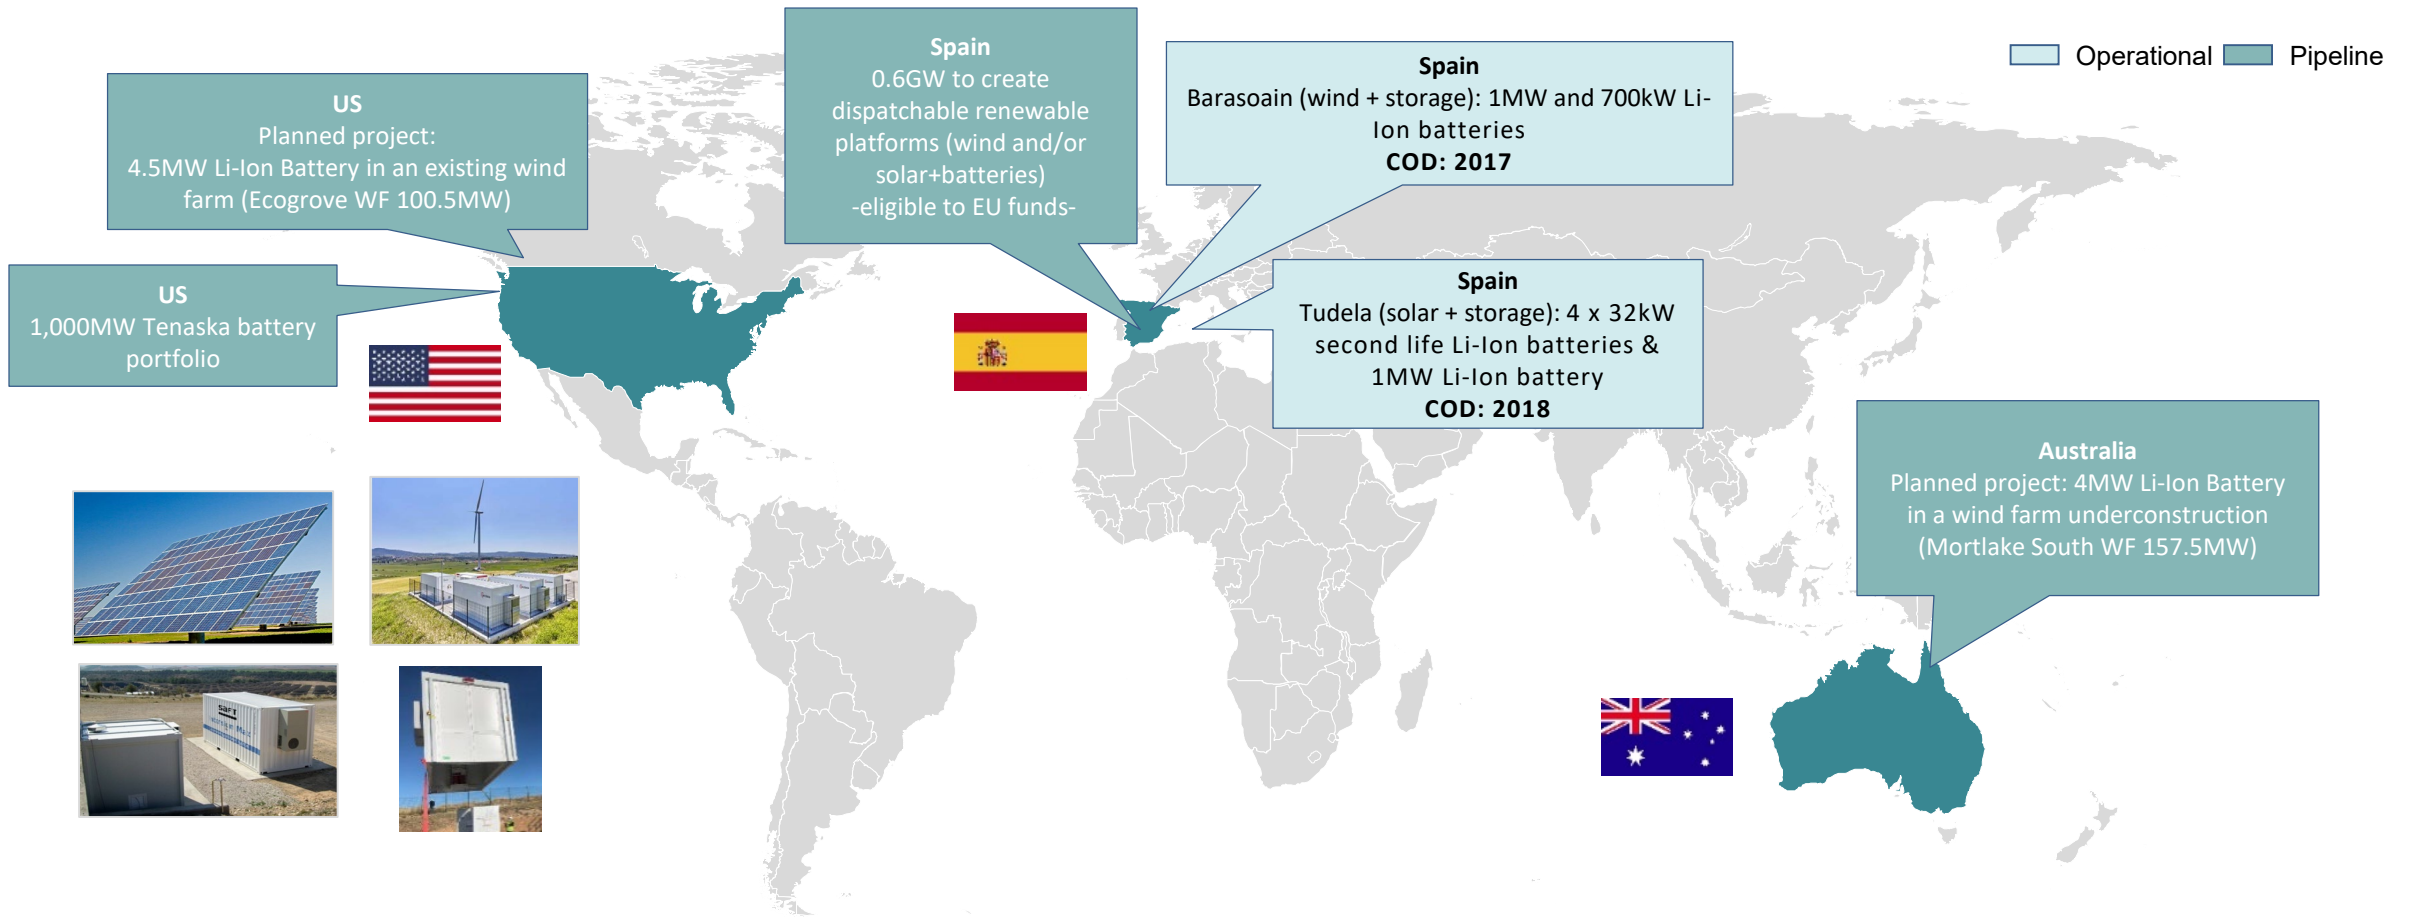 Operational
Pipeline
US
Planned project:
4.5MW Li-Ion Battery in an existing wind
farm (Ecogrove WF 100.5MW)
US
1,000MW Tenaska battery
portfolio
Spain
0.6GW to create
dispatchable renewable
platforms (wind and/or
solar+batteries)
-eligible to EU funds-
Spain
Barasoain (wind + storage): 1MW and 700kW Li-
Ion batteries
COD: 2017
Spain
Tudela (solar + storage): 4 x 32kW
second life Li-Ion batteries &
1MW Li-Ion battery
COD: 2018
Australia
Planned project: 4MW Li-Ion Battery
in a wind farm underconstruction
(Mortlake South WF 157.5MW)
saft